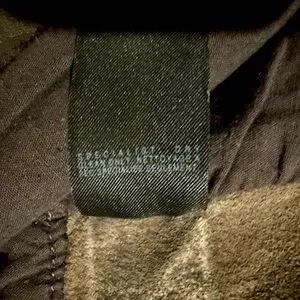 SPECIALIST DRY
CLEAN ONLY. NETTOYAGE A
SEC SPECIALISE SEULEMENT